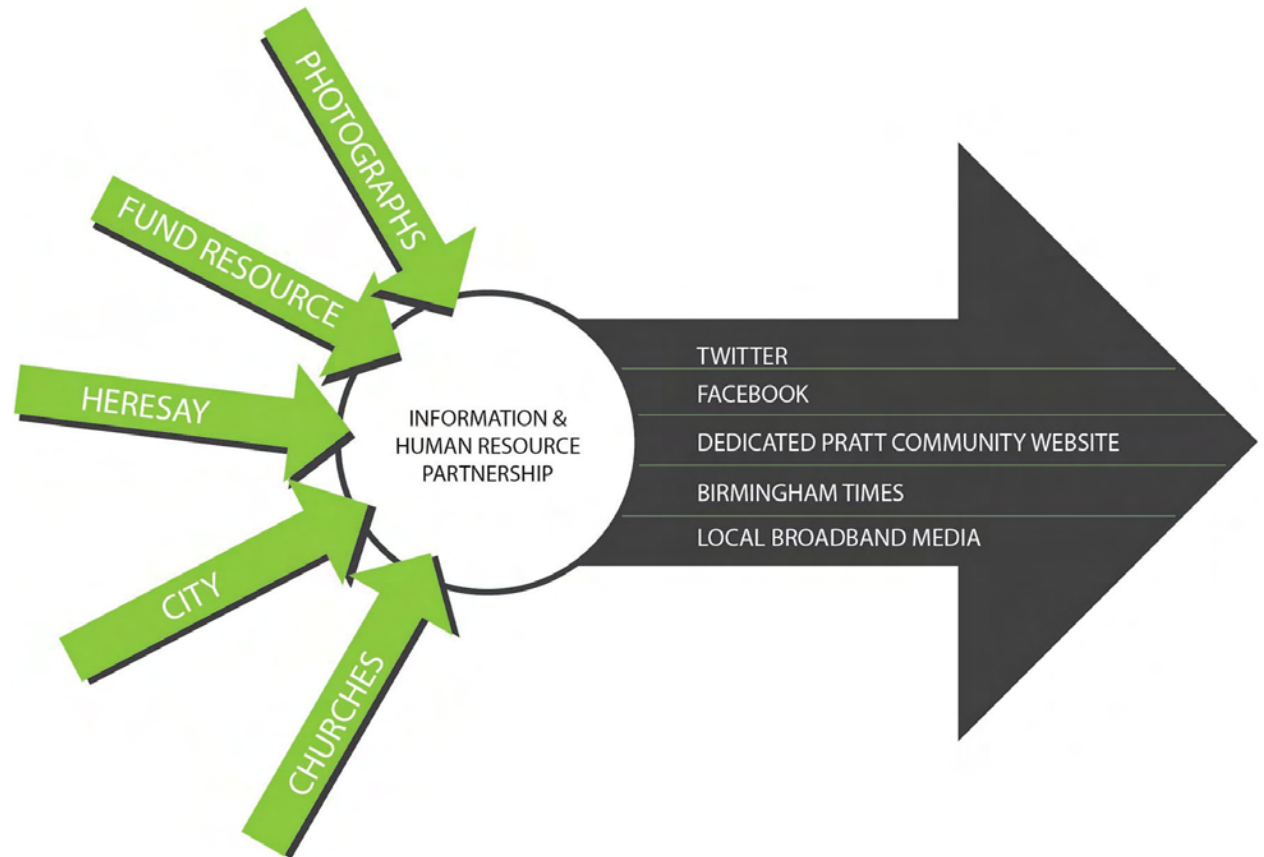 PHOTOGRAPHS
FUND RESOURCE
HERESAY
CITY
CHURCHES
INFORMATION &
HUMAN RESOURCE
PARTNERSHIP
TWITTER
FACEBOOK
DEDICATED PRATT COMMUNITY WEBSITE
BIRMINGHAM TIMES
LOCAL BROADBAND MEDIA